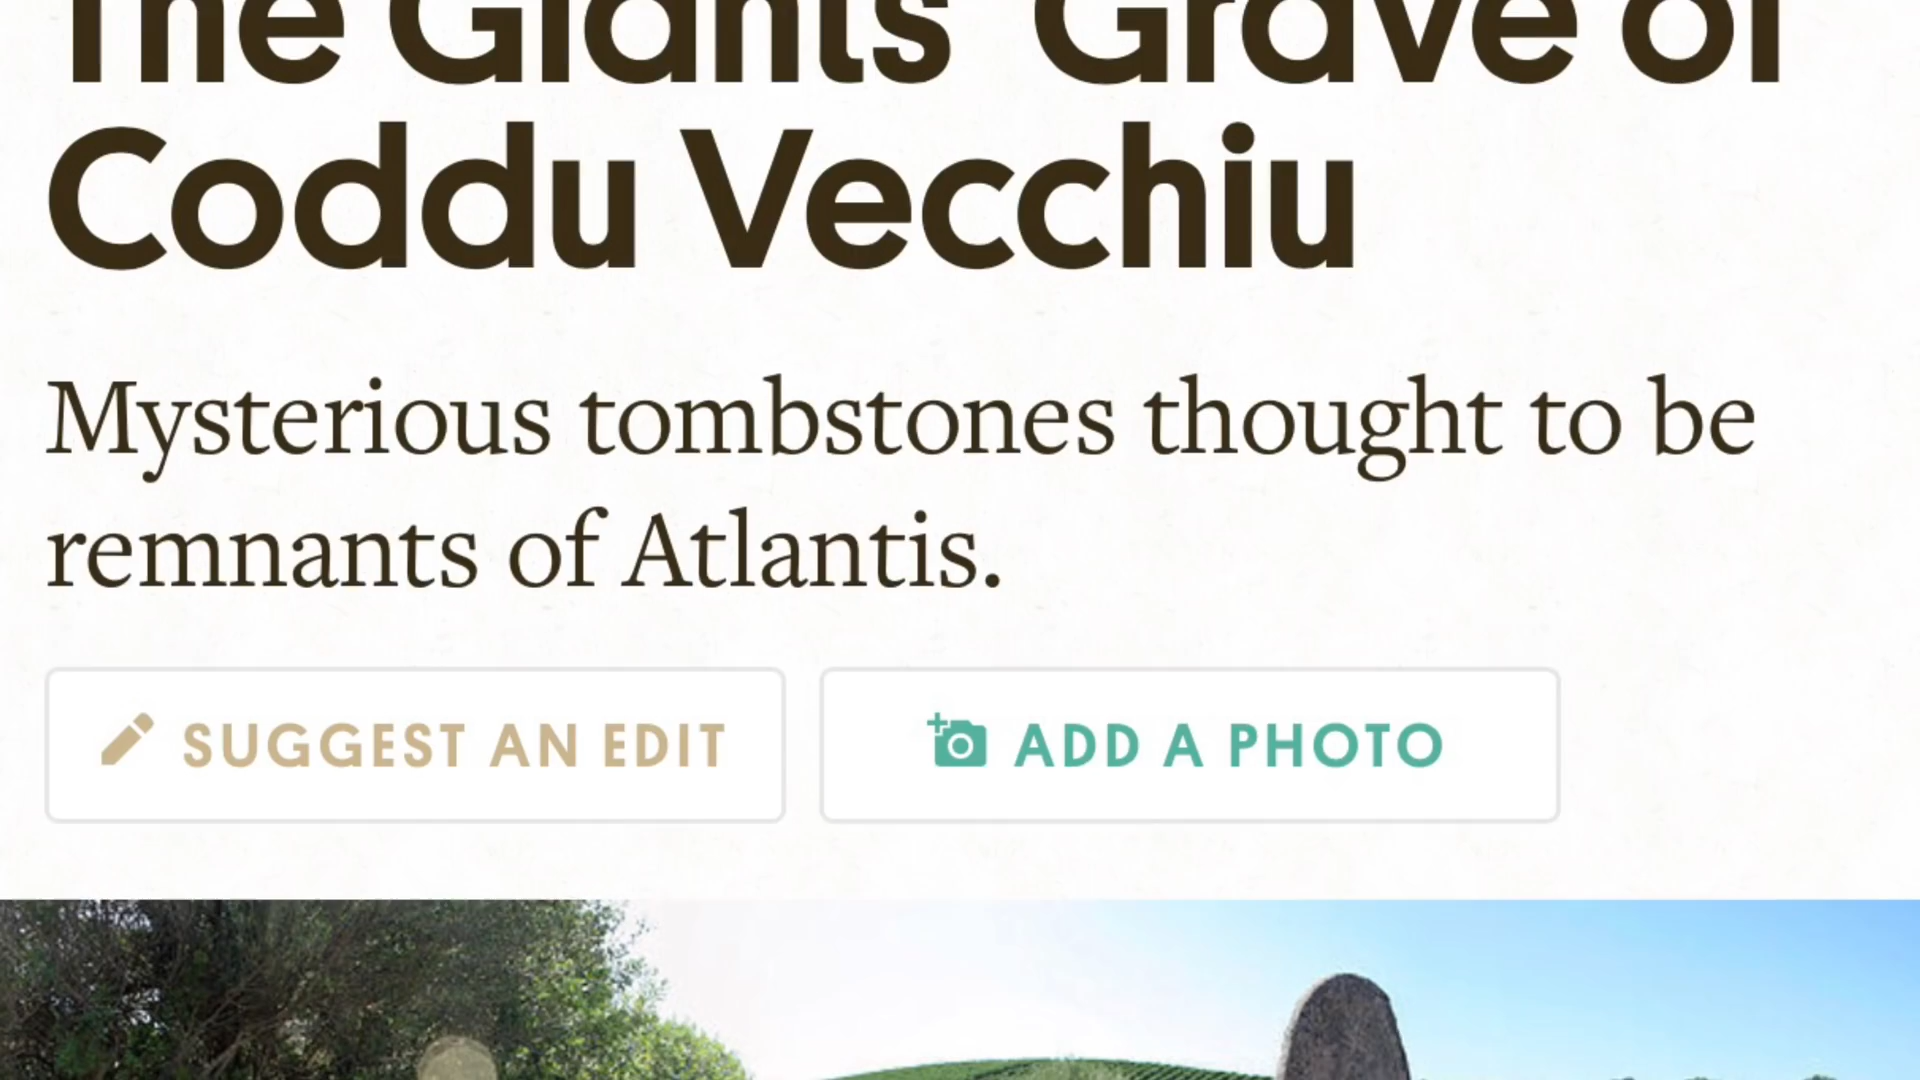 The Giants' Grave of
Coddu Vecchiu
Mysterious tombstones thought to be
remnants of Atlantis.
SUGGEST AN EDIT
ADD A PHOTO